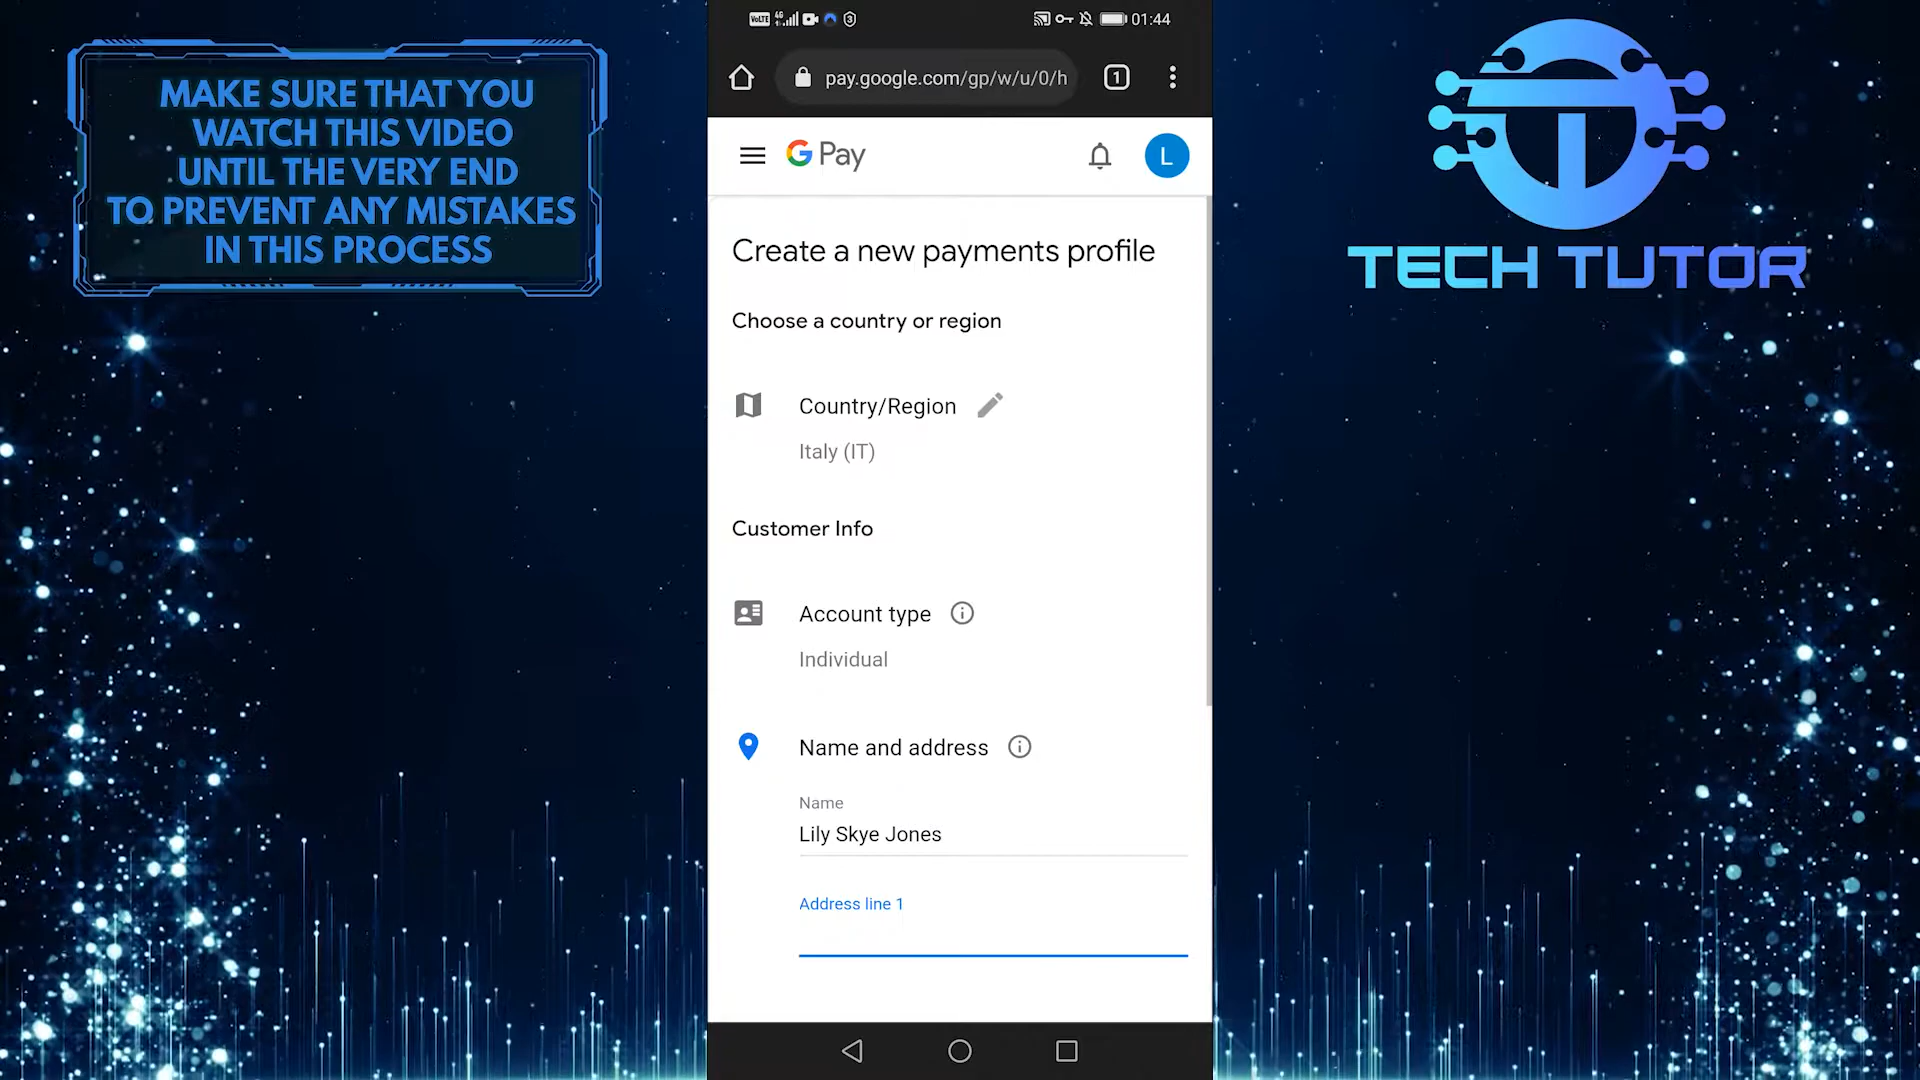 MAKE SURE THAT YOU
WATCH THIS VIDEO
UNTIL THE VERY END
TO PREVENT ANY MISTAKES
IN THIS PROCESS
VoLTE 4G 01:44
pay.google.com/gp/w/u/0/h 1
G Pay L
Create a new payments profile
Choose a country or region
Country/Region
Italy (IT)
Customer Info
Account type
Individual
Name and address
Name
Lily Skye Jones
Address line 1
TECH TUTOR